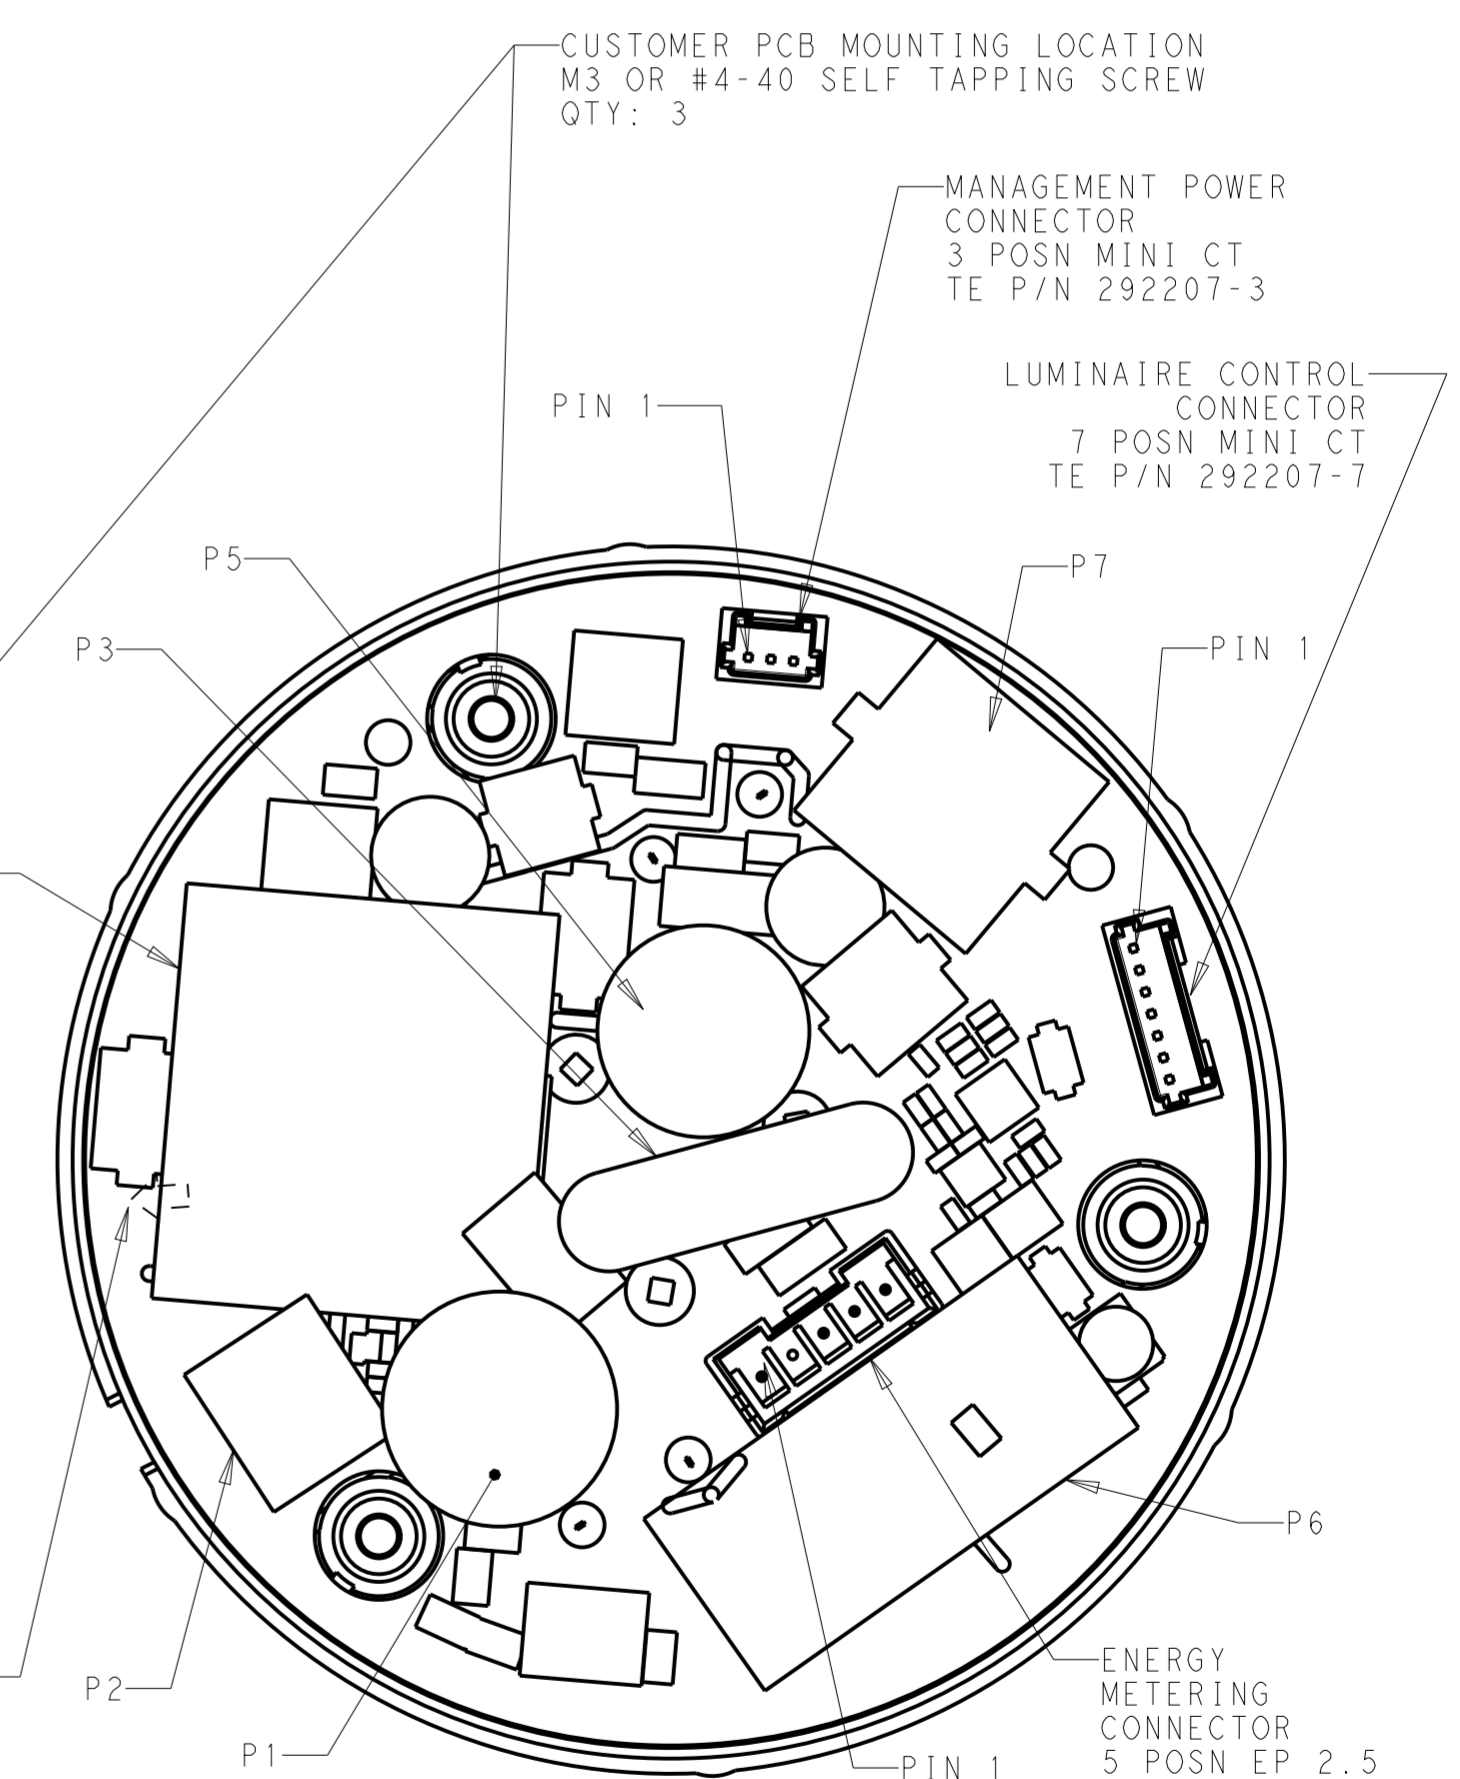 CUSTOMER PCB MOUNTING LOCATION
M3 OR #4-40 SELF TAPPING SCREW
QTY: 3
MANAGEMENT POWER
CONNECTOR
3 POSN MINI CT
TE P/N 292207-3
LUMINAIRE CONTROL
CONNECTOR
7 POSN MINI CT
TE P/N 292207-7
PIN 1
P5
P7
P3
PIN 1
P6
ENERGY
METERING
CONNECTOR
5 POSN EP 2.5
P2
P1
PIN 1